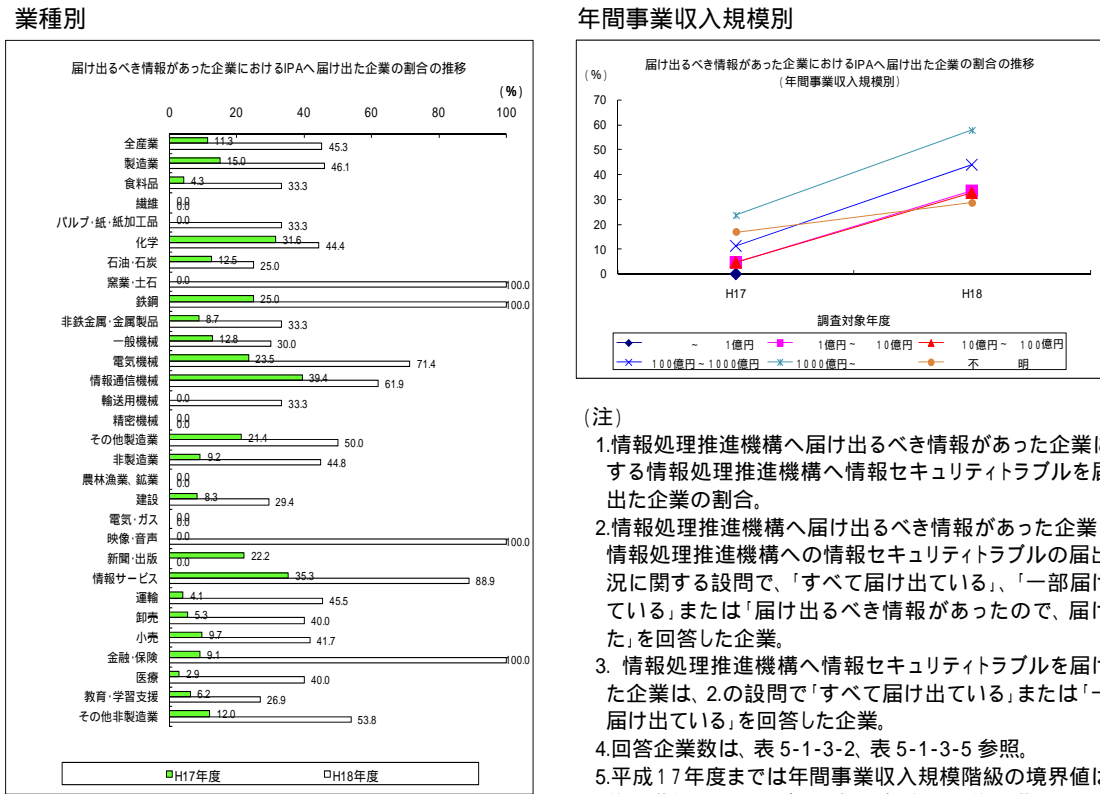 業種別
届け出るべき情報があった企業におけるIPAへ届け出た企業の割合の推移
(%)
0 20 40 60 80 100
全産業 11.3 45.3
製造業 15.0 46.1
食料品 4.3 33.3
繊維 0.0 0.0
パルプ・紙・紙加工品 0.0 33.3
化学 31.6 44.4
石油・石炭 12.5 25.0
窯業・土石 0.0 100.0
鉄鋼 25.0 100.0
非鉄金属・金属製品 8.7 33.3
一般機械 12.8 30.0
電気機械 23.5 71.4
情報通信機械 39.4 61.9
輸送用機械 0.0 33.3
精密機械 0.0 0.0
その他製造業 21.4 50.0
非製造業 9.2 44.8
農林漁業、鉱業 0.0 0.0
建設 8.3 29.4
電気・ガス 0.0 0.0
映像・音声 0.0 100.0
新聞・出版 22.2 0.0
情報サービス 35.3 88.9
運輸 4.1 45.5
卸売 5.3 40.0
小売 9.7 41.7
金融・保険 9.1 100.0
医療 2.9 40.0
教育・学習支援 6.2 26.9
その他非製造業 12.0 53.8
H17年度 H18年度
年間事業収入規模別
届け出るべき情報があった企業におけるIPAへ届け出た企業の割合の推移
(年間事業収入規模別)
(%)
70
60
50
40
30
20
10
0
H17 H18
調査対象年度
~ 1億円 1億円~ 10億円 10億円~ 100億円
100億円~1000億円 1000億円~ 不 明
(注)
1.情報処理推進機構へ届け出るべき情報があった企業に
する情報処理推進機構へ情報セキュリティトラブルを届
出た企業の割合。
2.情報処理推進機構へ届け出るべき情報があった企業
情報処理推進機構への情報セキュリティトラブルの届出
況に関する設問で、「すべて届け出ている」、「一部届け
ている」または「届け出るべき情報があったので、届け
た」を回答した企業。
3. 情報処理推進機構へ情報セキュリティトラブルを届け
た企業は、2.の設問で「すべて届け出ている」または「一
届け出ている」を回答した企業。
4.回答企業数は、表 5-1-3-2、表 5-1-3-5 参照。
5.平成17年度までは年間事業収入規模階級の境界値は